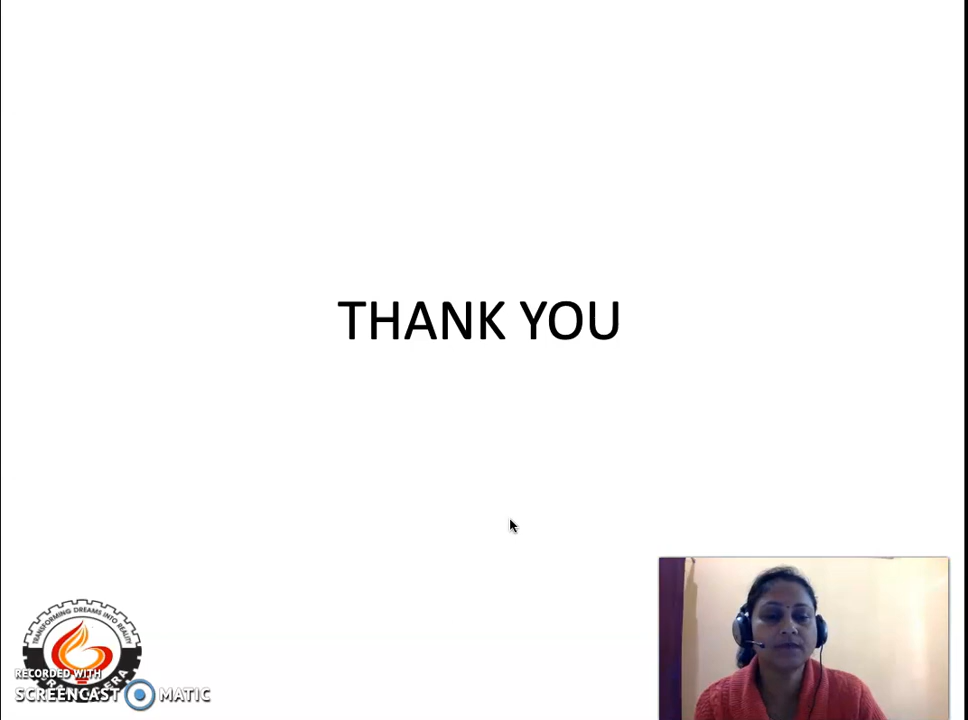 THANK YOU
TRANSFORMING DREAMS INTO REALITY
RECORDED WITH
SCREENCAST MATIC